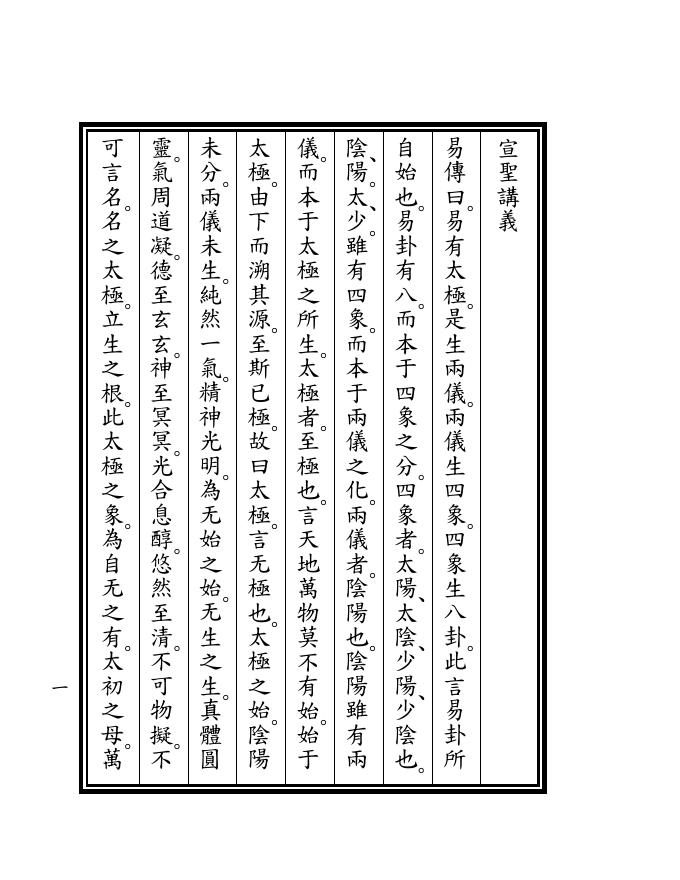 宣聖講義
易傳曰。易有太極。是生兩儀。兩儀生四象。四象生八卦。此言易卦所
自始也。易卦有八。而本于四象之分。四象者。太陽、太陰、少陽、少陰也。
陰、陽。太、少。雖有四象。而本于兩儀之化。兩儀者。陰陽也。陰陽雖有兩
儀。而本于太極之所生。太極者。至極也。言天地萬物莫不有始。始于
太極。由下而溯其源。至斯已極。故曰太極。言无極也。太極之始。陰陽
未分。兩儀未生。純然一氣。精神光明。為无始之始。无生之生。真體圓
靈。氣周道凝。德至玄玄。神至冥冥。光合息醇。悠然至清。不可物擬。不
可言名。名之太極。立生之根。此太極之象。為自无之有。太初之母。萬
一